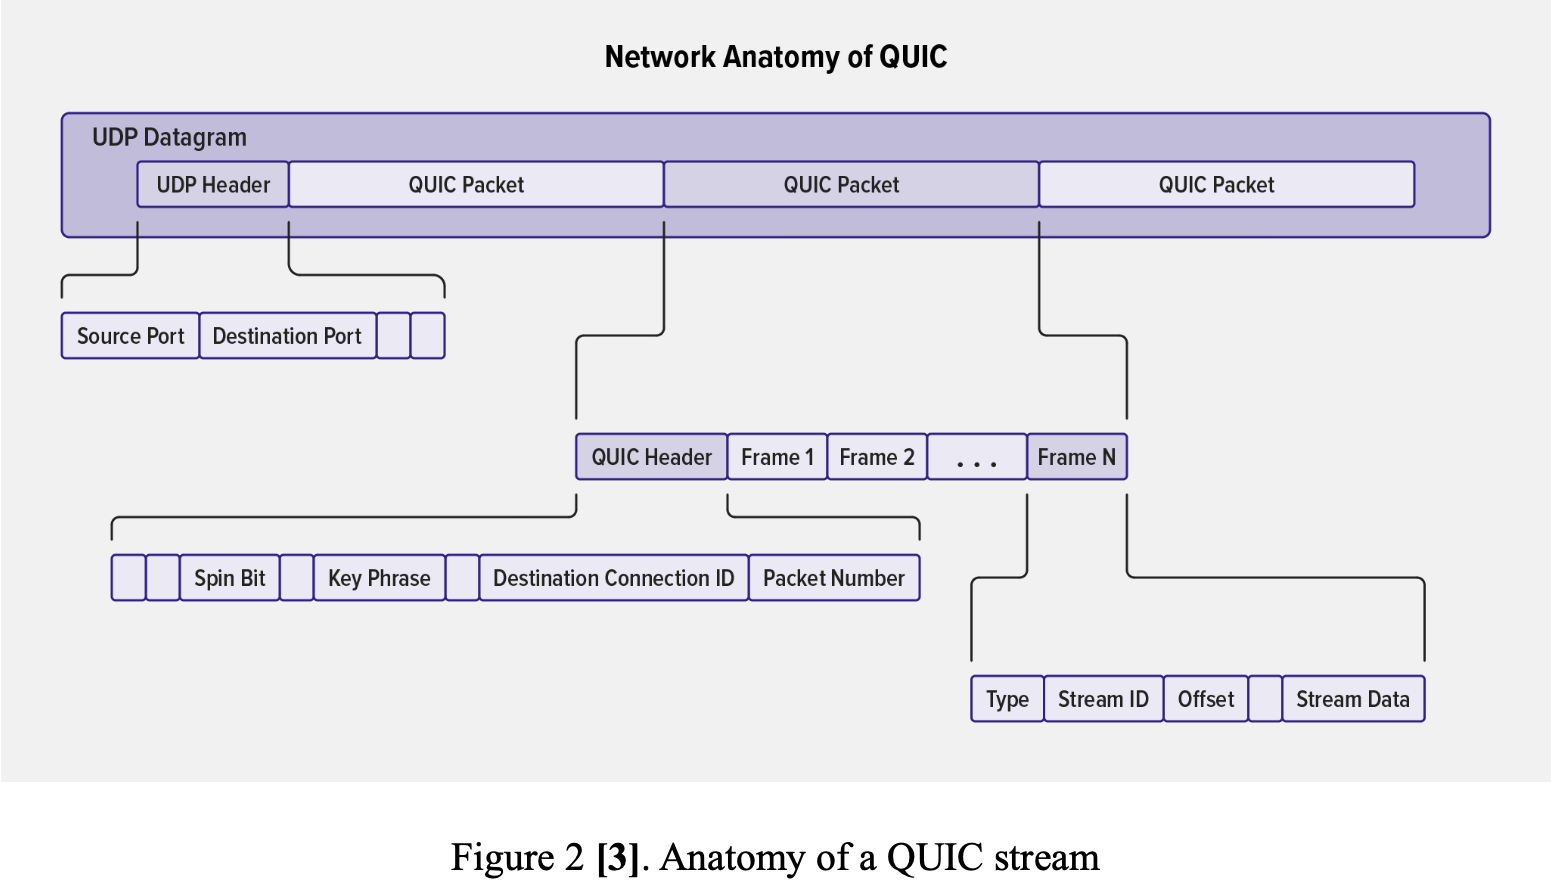 Network Anatomy of QUIC
UDP Datagram
UDP Header QUIC Packet QUIC Packet QUIC Packet
Source Port Destination Port
QUIC Header Frame 1 Frame 2 . . . Frame N
Spin Bit Key Phrase Destination Connection ID Packet Number
Type Stream ID Offset Stream Data
Figure 2 [3]. Anatomy of a QUIC stream